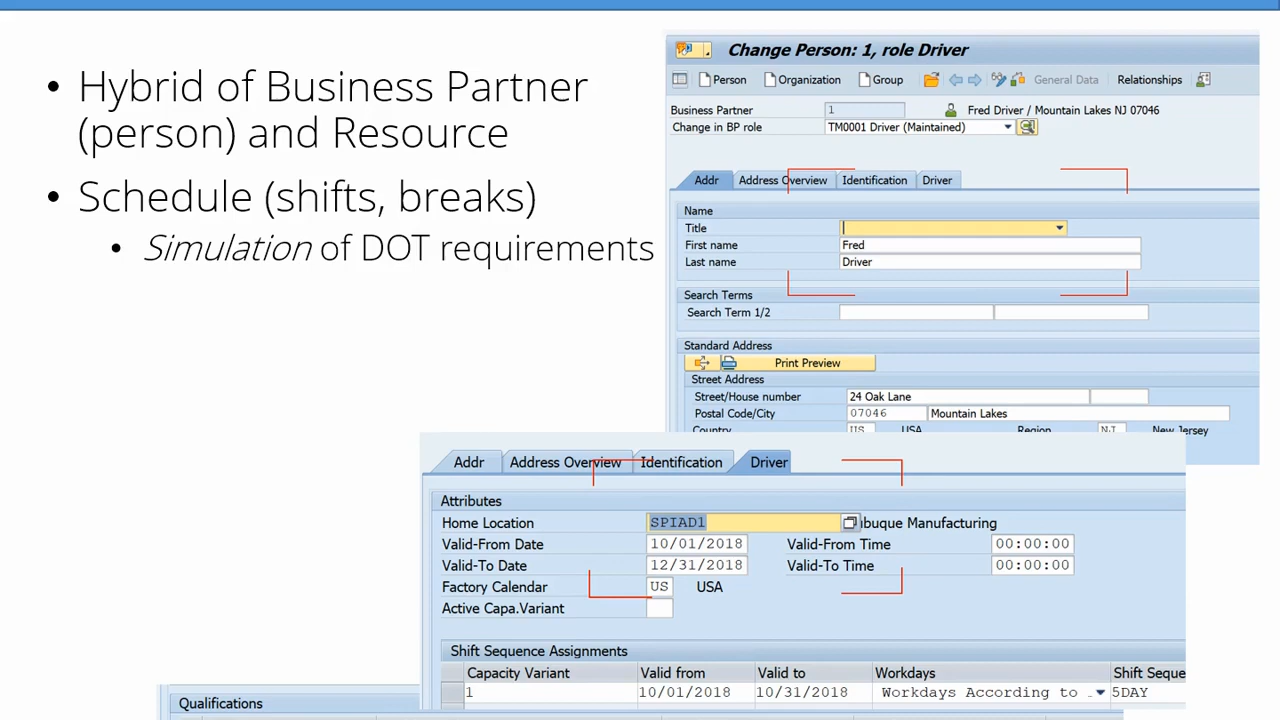 • Hybrid of Business Partner
(person) and Resource
• Schedule (shifts, breaks)
• Simulation of DOT requirements
Change Person: 1, role Driver
Person Organization Group General Data Relationships
Business Partner 1 Fred Driver / Mountain Lakes NJ 07046
Change in BP role TM0001 Driver (Maintained)
Addr Address Overview Identification Driver
Name
Title
First name Fred
Last name Driver
Search Terms
Search Term 1/2
Standard Address
Print Preview
Street Address
Street/House number 24 Oak Lane
Postal Code/City 07046 Mountain Lakes
Country US USA Region NJ New Jersey
Addr Address Overview Identification Driver
Attributes
Home Location SPIAD1 buque Manufacturing
Valid-From Date 10/01/2018 Valid-From Time 00:00:00
Valid-To Date 12/31/2018 Valid-To Time 00:00:00
Factory Calendar US USA
Active Capa.Variant
Shift Sequence Assignments
Capacity Variant Valid from Valid to Workdays Shift Seque
1 10/01/2018 10/31/2018 Workdays According to 5DAY
Qualifications